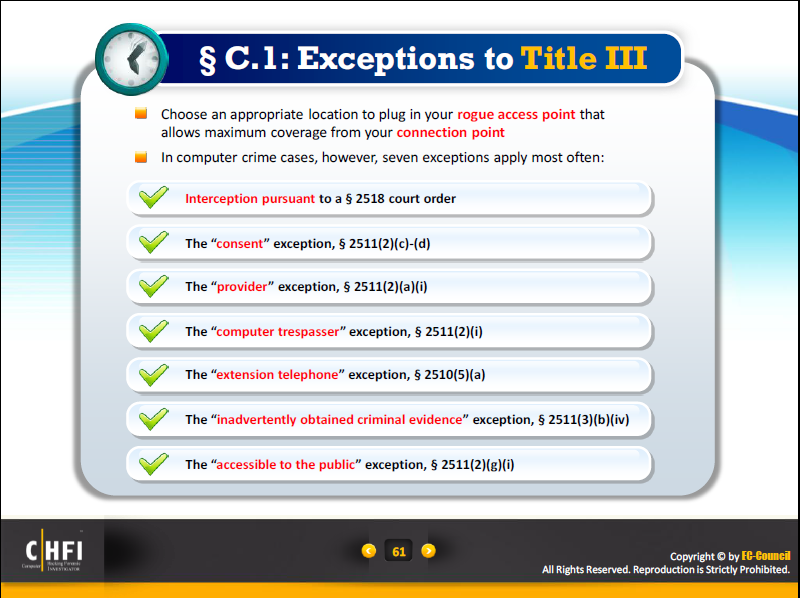 § C.1: Exceptions to Title III
Choose an appropriate location to plug in your rogue access point that
allows maximum coverage from your connection point
In computer crime cases, however, seven exceptions apply most often:
Interception pursuant to a § 2518 court order
The “consent” exception, § 2511(2)(c)-(d)
The “provider” exception, § 2511(2)(a)(i)
The “computer trespasser” exception, § 2511(2)(i)
The “extension telephone” exception, § 2510(5)(a)
The “inadvertently obtained criminal evidence” exception, § 2511(3)(b)(iv)
The “accessible to the public” exception, § 2511(2)(g)(i)
CHFI
Computer Hacking Forensic
INVESTIGATOR
61
Copyright © by EC-Council
All Rights Reserved. Reproduction is Strictly Prohibited.